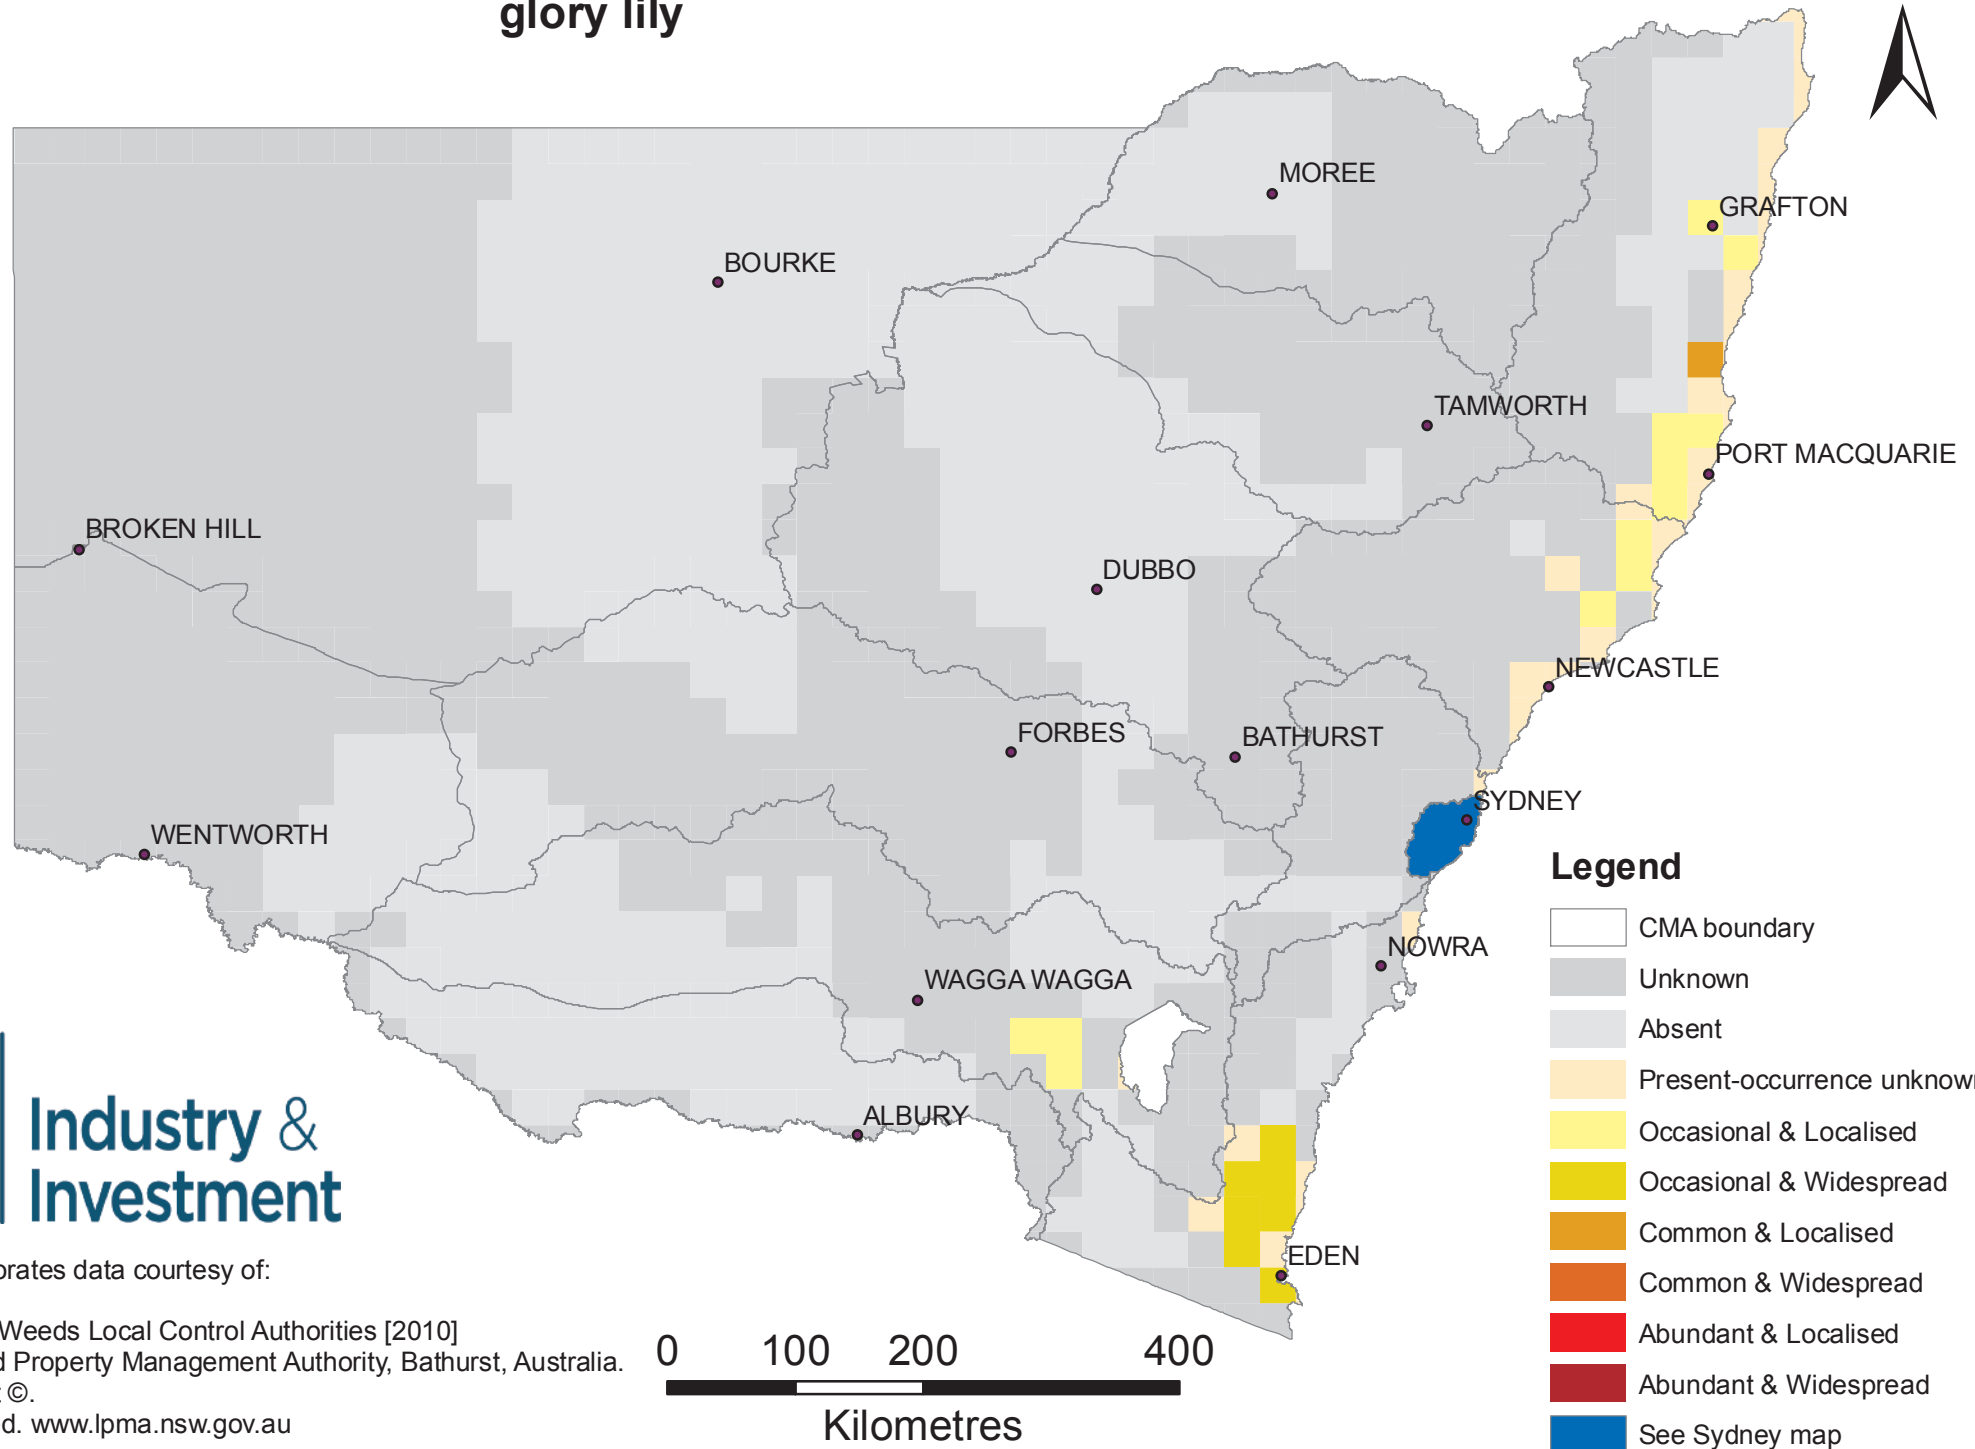 glory lily
MOREE
GRAFTON
BOURKE
TAMWORTH
PORT MACQUARIE
BROKEN HILL
DUBBO
NEWCASTLE
FORBES
BATHURST
SYDNEY
WENTWORTH
NOWRA
WAGGA WAGGA
ALBURY
EDEN
Legend
CMA boundary
Unknown
Absent
Present-occurrence unknown
Occasional & Localised
Occasional & Widespread
Common & Localised
Common & Widespread
Abundant & Localised
Abundant & Widespread
See Sydney map
Industry &
Investment
data courtesy of:
Weeds Local Control Authorities [2010]
Property Management Authority, Bathurst, Australia.
©.
www.lpma.nsw.gov.au
0 100 200 400
Kilometres